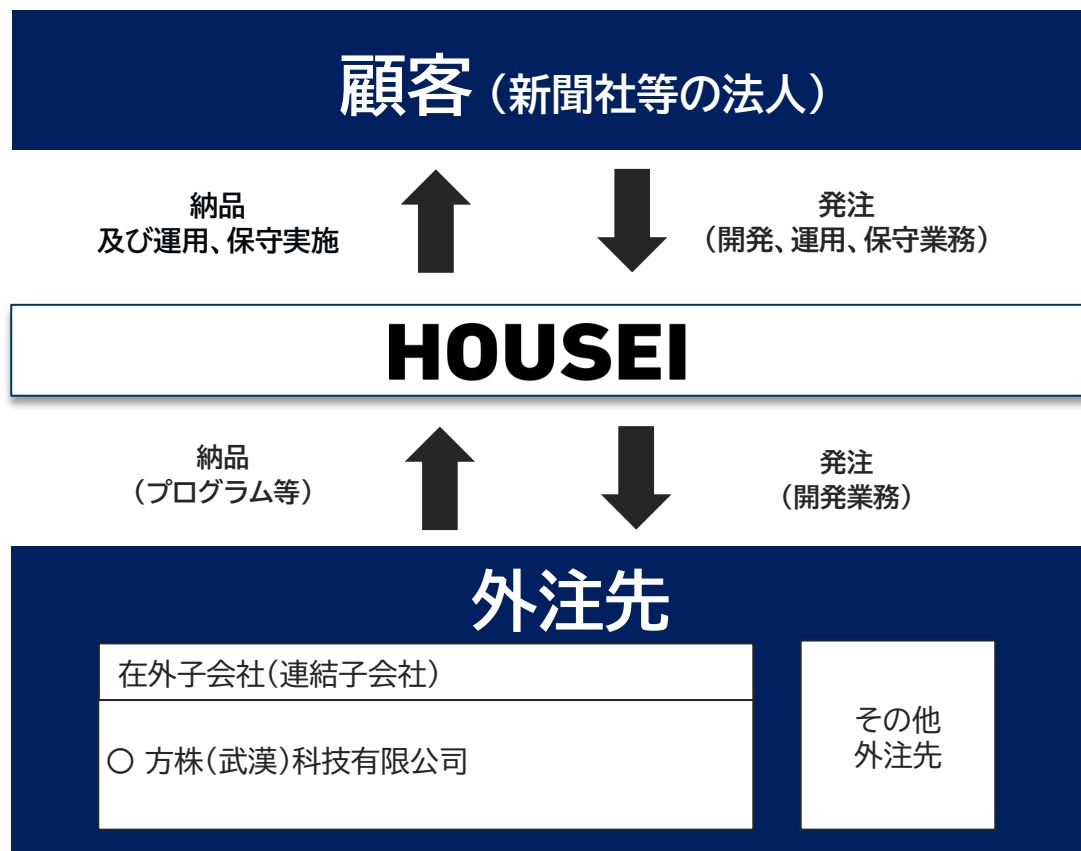 顧客（新聞社等の法人）
納品
及び運用、保守実施
発注
（開発、運用、保守業務）
HOUSEI
納品
（プログラム等）
発注
（開発業務）
外注先
在外子会社（連結子会社）
〇 方株（武漢）科技有限公司
その他
外注先